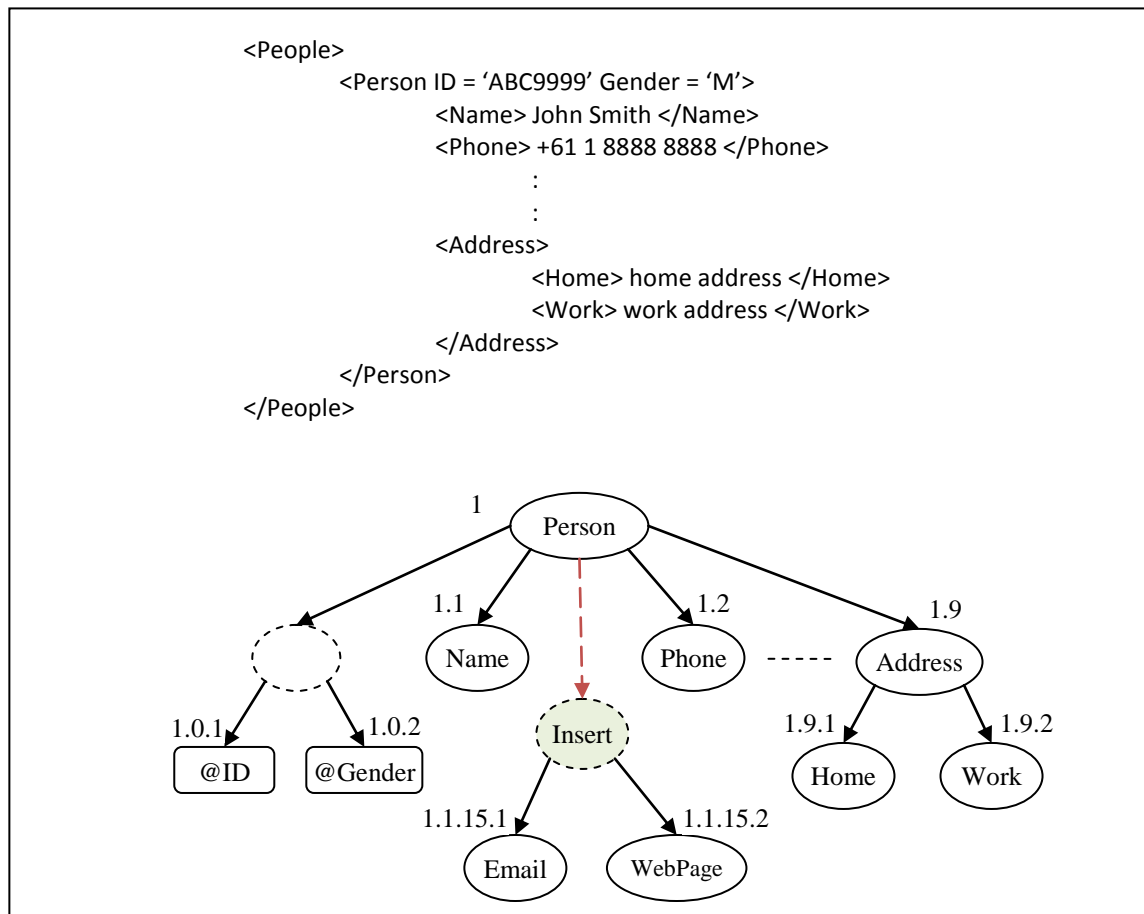 <People>
<Person ID = ‘ABC9999’ Gender = ‘M’>
<Name> John Smith </Name>
<Phone> +61 1 8888 8888 </Phone>
:
:
<Address>
<Home> home address </Home>
<Work> work address </Work>
</Address>
</Person>
</People>
1
Person
1.1
1.2
1.9
Name
Phone
Address
1.0.1
1.0.2
Insert
1.9.1
1.9.2
@ID
@Gender
Home
Work
1.1.15.1
1.1.15.2
Email
WebPage